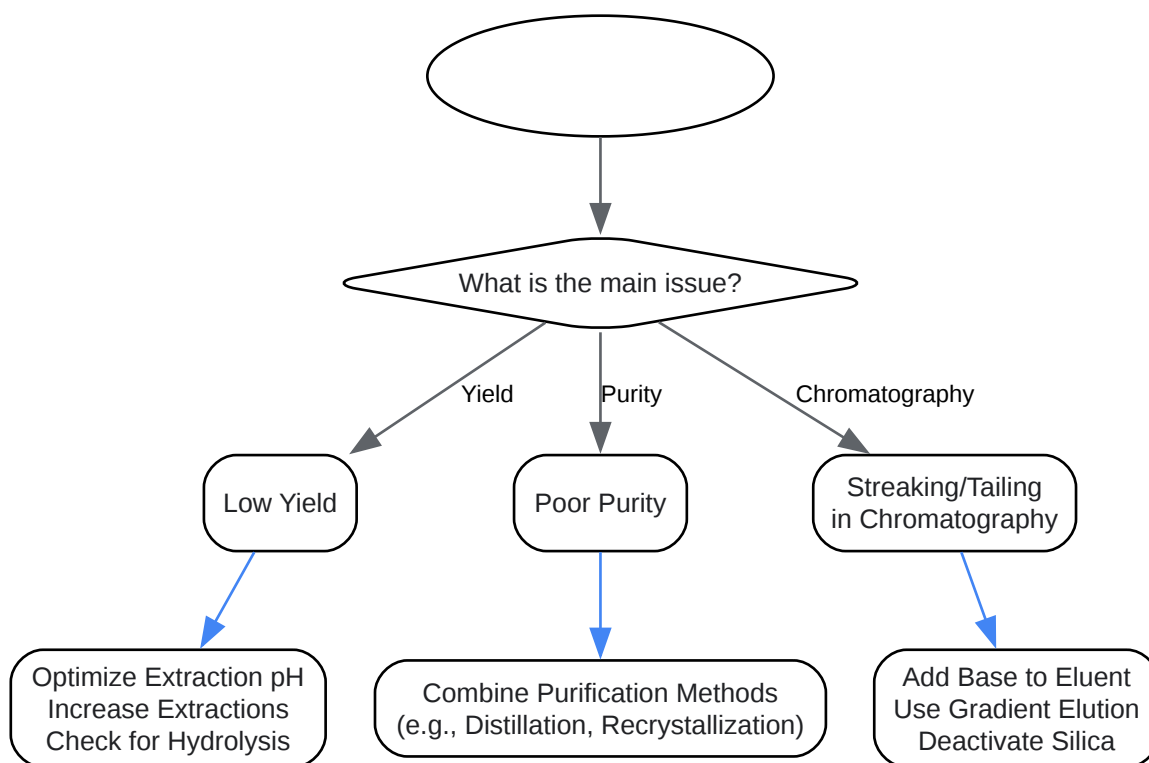 What is the main issue?
Yield
Purity
Chromatography
Low Yield
Poor Purity
Streaking/Tailing
in Chromatography
Optimize Extraction pH
Increase Extractions
Check for Hydrolysis
Combine Purification Methods
(e.g., Distillation, Recrystallization)
Add Base to Eluent
Use Gradient Elution
Deactivate Silica